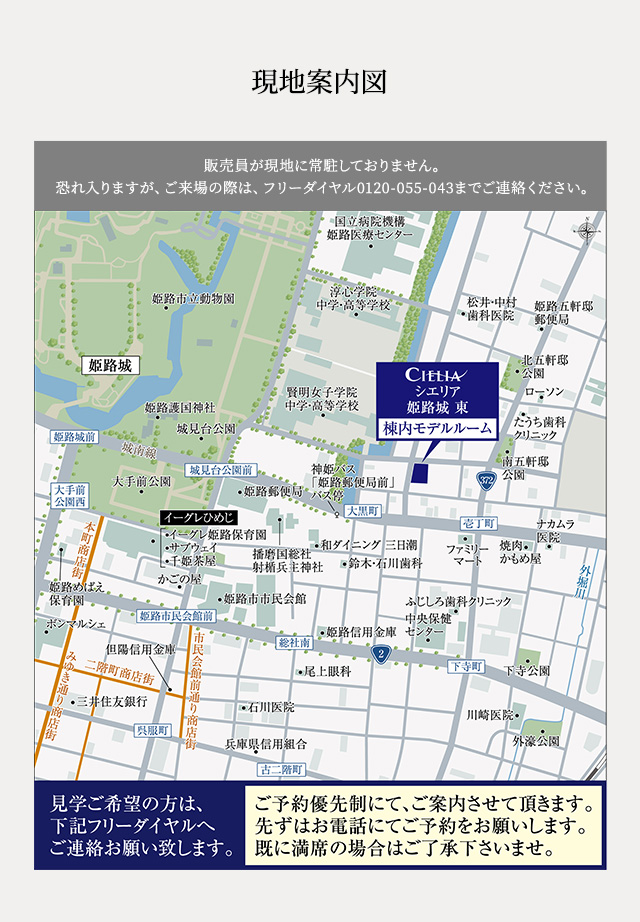 現地案内図
販売員が現地に常駐しておりません。
恐れ入りますが、ご来場の際は、フリーダイヤル0120-055-043までご連絡ください。
国立病院機構
姫路医療センター
N
姫路市立動物園
淳心学院
中学・高等学校
松井・中村
歯科医院
姫路五軒邸
郵便局
姫路城
北五軒邸
公園
CIELIA
シエリア
姫路城 東
棟内モデルルーム
ローソン
賢明女子学院
中学・高等学校
姫路護国神社
城見台公園
たうち歯科
クリニック
姫路城前
城南線
南五軒邸
公園
城見台公園前
神姫バス
「姫路郵便局前」
バス停
372
大手前公園
姫路郵便局
大手前
公園西
大黒町
イーグレひめじ
壱丁町
ナカムラ
医院
本町商店街
イーグレ姫路保育園
サブウェイ
千姫茶屋
播磨国総社
射楯兵主神社
和ダイニング 三日潮
鈴木・石川歯科
ファミリー
マート
焼肉
かもめ屋
外堀川
かごの屋
姫路めばえ
保育園
姫路市市民会館
ふじしろ歯科クリニック
中央保健
センター
姫路市民会館前
ボンマルシェ
姫路信用金庫
総社南
2
但陽信用金庫
市民会館前通り商店街
みゆき通り商店街
二階町商店街
尾上眼科
下寺町
下寺公園
三井住友銀行
石川医院
川崎医院
呉服町
兵庫県信用組合
外濠公園
古二階町
見学ご希望の方は、
下記フリーダイヤルへ
ご連絡お願い致します。
ご予約優先制にて、ご案内させて頂きます。
先ずはお電話にてご予約をお願いします。
既に満席の場合はご了承下さいませ。